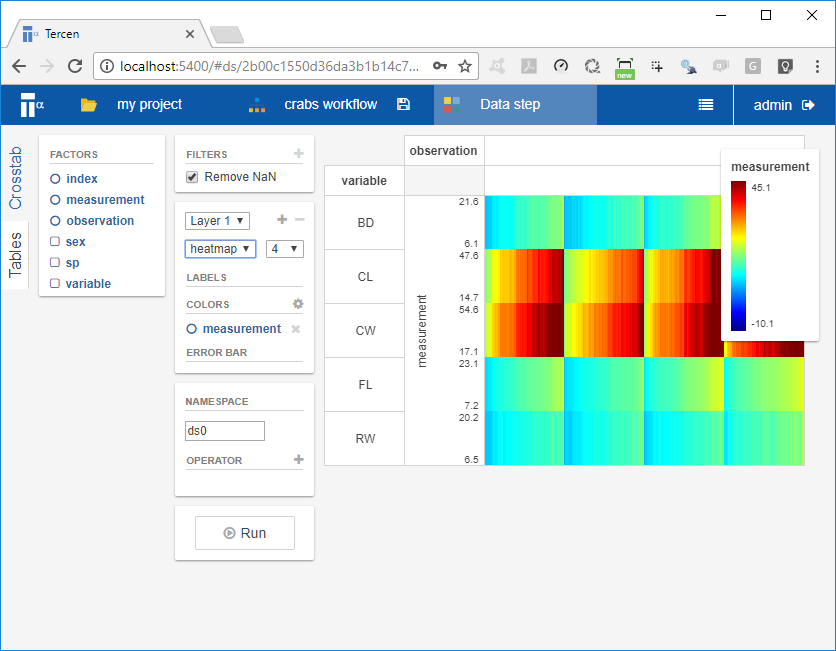 Tercen
localhost:5400/#ds/2b00c1550d36da3b1b14c7...
new
G
α
my project
crabs workflow
Data step
admin
Crosstab
Tables
FACTORS
index
measurement
observation
sex
sp
variable
FILTERS
Remove NaN
Layer 1
heatmap
4
LABELS
COLORS
measurement
ERROR BAR
NAMESPACE
ds0
OPERATOR
Run
observation
variable
measurement
BD
21.6
6.1
CL
47.6
14.7
CW
54.6
17.1
FL
23.1
7.2
RW
20.2
6.5
measurement
45.1
-10.1